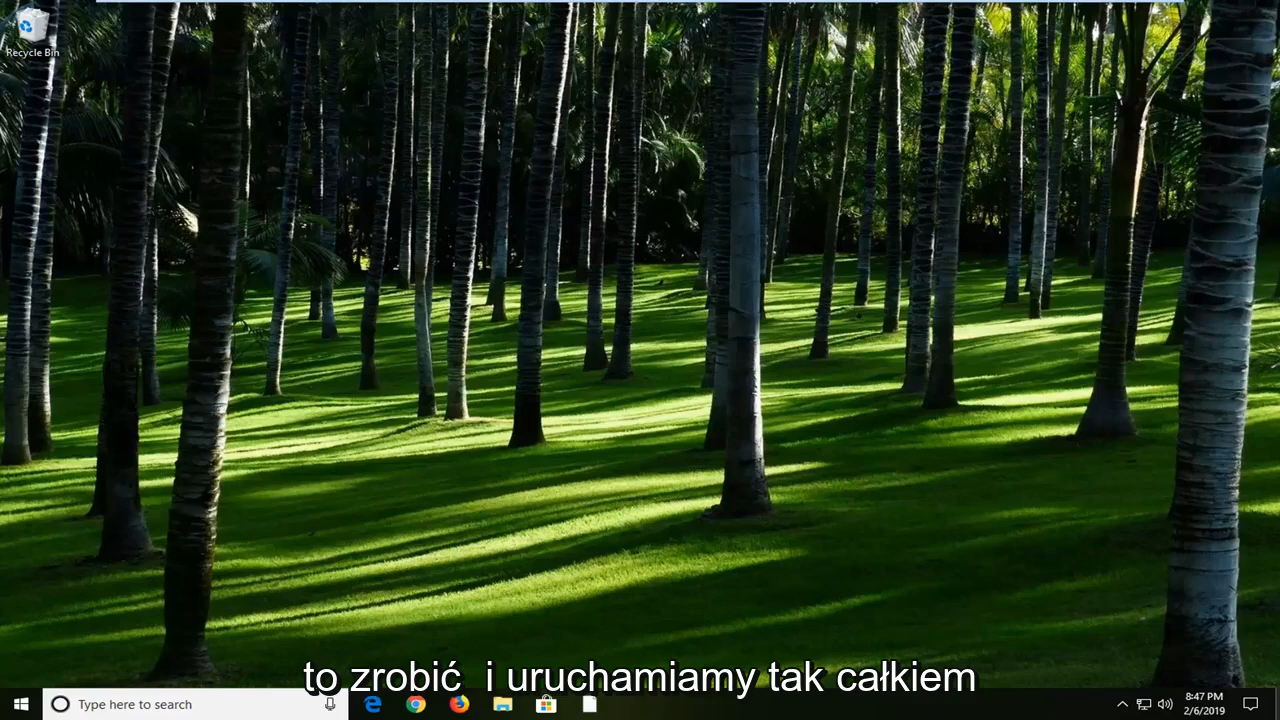 Recycle Bin
to zrobić i uruchamiamy tak całkiem
Type here to search
8:47 PM
2/6/2019